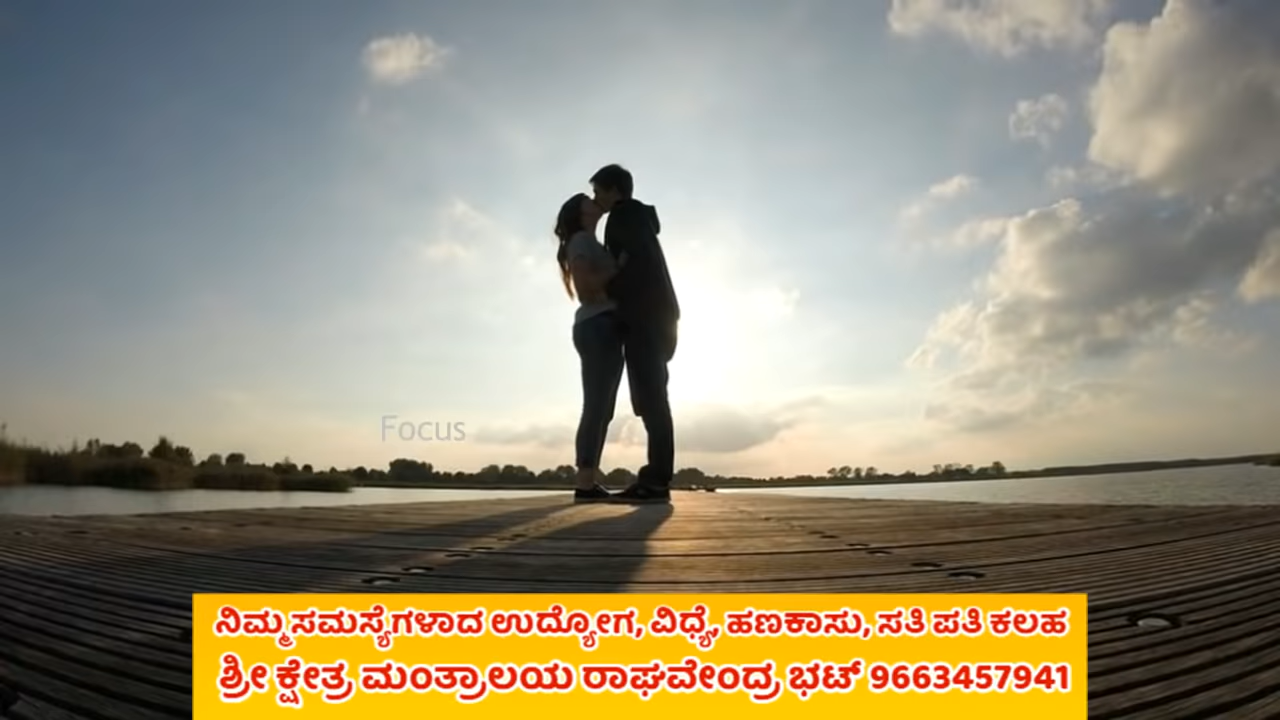 Focus
ನಿಮ್ಮ ಸಮಸ್ಯೆಗಳಾದ ಉದ್ಯೋಗ, ವಿಧ್ಯೆ, ಹಣಕಾಸು, ಸತಿ ಪತಿ ಕಲಹ
ಶ್ರೀ ಕ್ಷೇತ್ರ ಮಂತ್ರಾಲಯ ರಾಘವೇಂದ್ರ ಭಟ್ 9663457941